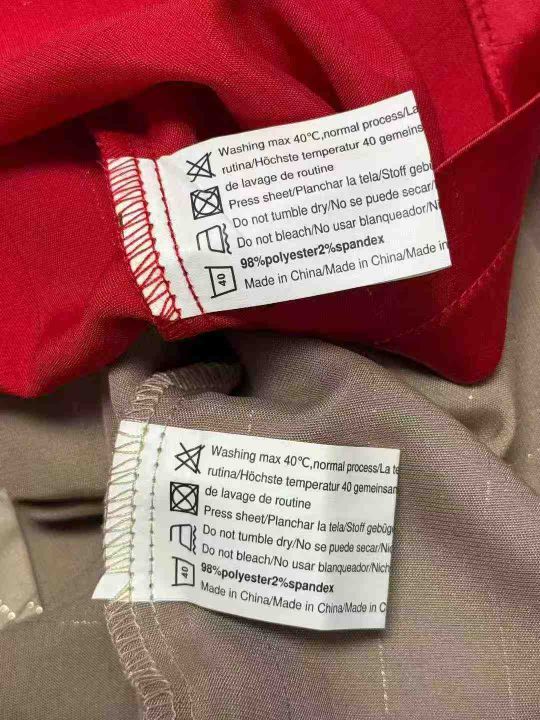 Washing max 40°C,normal process/La
rutina/Höchste temperatur 40 gemeins
de lavage de routine
Press sheet/Planchar la tela/Stoff gebü
Do not tumble dry/No se puede secar/
Do not bleach/No usar blanqueador/Ni
98%polyester2%spandex
Made in China/Made in China/Made in
40
Washing max 40°C,normal process/La te
rutina/Höchste temperatur 40 gemeinsam
de lavage de routine
Press sheet/Planchar la tela/Stoff gebüg
Do not tumble dry/No se puede secar/Nic
Do not bleach/No usar blanqueador/Nich
98%polyester2%spandex
Made in China/Made in China/Made in C
40